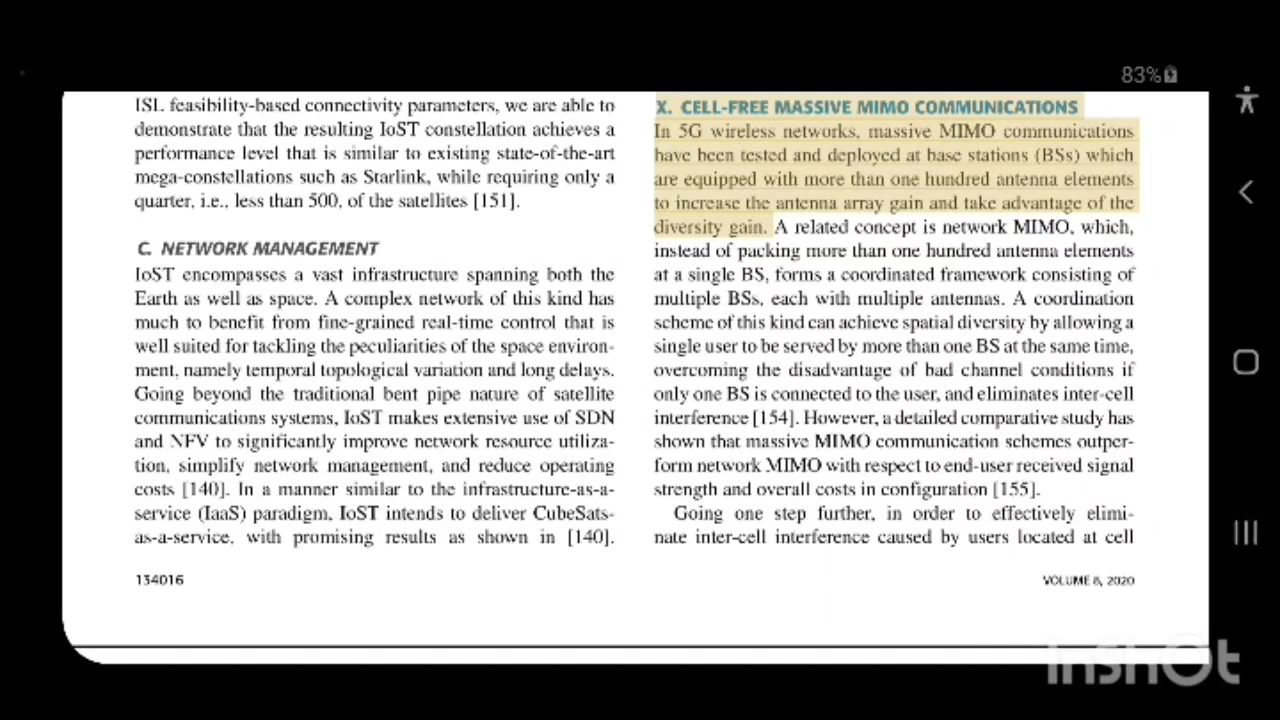 83%
ISL feasibility-based connectivity parameters, we are able to
demonstrate that the resulting IoST constellation achieves a
performance level that is similar to existing state-of-the-art
mega-constellations such as Starlink, while requiring only a
quarter, i.e., less than 500, of the satellites [151].
C. NETWORK MANAGEMENT
IoST encompasses a vast infrastructure spanning both the
Earth as well as space. A complex network of this kind has
much to benefit from fine-grained real-time control that is
well suited for tackling the peculiarities of the space environ-
ment, namely temporal topological variation and long delays.
Going beyond the traditional bent pipe nature of satellite
communications systems, IoST makes extensive use of SDN
and NFV to significantly improve network resource utiliza-
tion, simplify network management, and reduce operating
costs [140]. In a manner similar to the infrastructure-as-a-
service (IaaS) paradigm, IoST intends to deliver CubeSats-
as-a-service, with promising results as shown in [140].
X. CELL-FREE MASSIVE MIMO COMMUNICATIONS
In 5G wireless networks, massive MIMO communications
have been tested and deployed at base stations (BSs) which
are equipped with more than one hundred antenna elements
to increase the antenna array gain and take advantage of the
diversity gain. A related concept is network MIMO, which,
instead of packing more than one hundred antenna elements
at a single BS, forms a coordinated framework consisting of
multiple BSs, each with multiple antennas. A coordination
scheme of this kind can achieve spatial diversity by allowing a
single user to be served by more than one BS at the same time,
overcoming the disadvantage of bad channel conditions if
only one BS is connected to the user, and eliminates inter-cell
interference [154]. However, a detailed comparative study has
shown that massive MIMO communication schemes outper-
form network MIMO with respect to end-user received signal
strength and overall costs in configuration [155].
Going one step further, in order to effectively elimi-
nate inter-cell interference caused by users located at cell
134016
VOLUME 8, 2020
InShOt